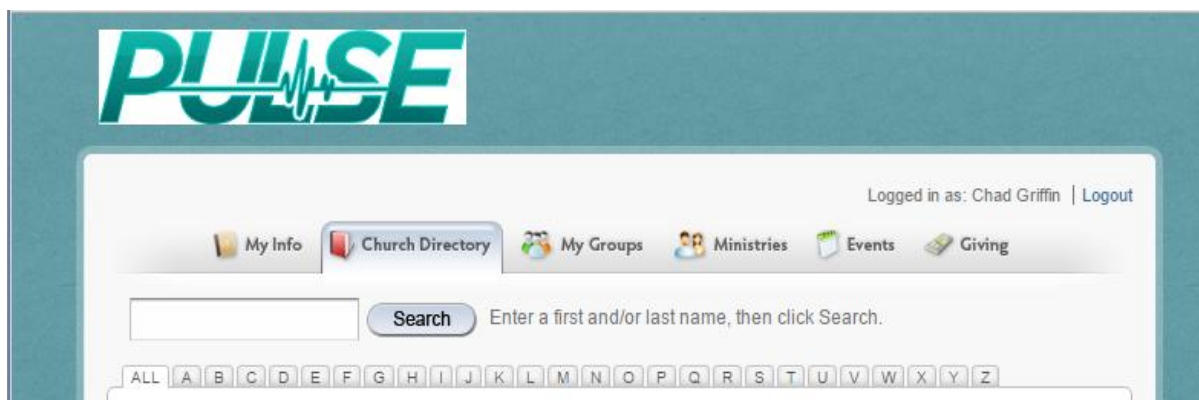 PULSE
Logged in as: Chad Griffin | Logout
My Info Church Directory My Groups Ministries Events Giving
Search Enter a first and/or last name, then click Search.
ALL A B C D E F G H I J K L M N O P Q R S T U V W X Y Z